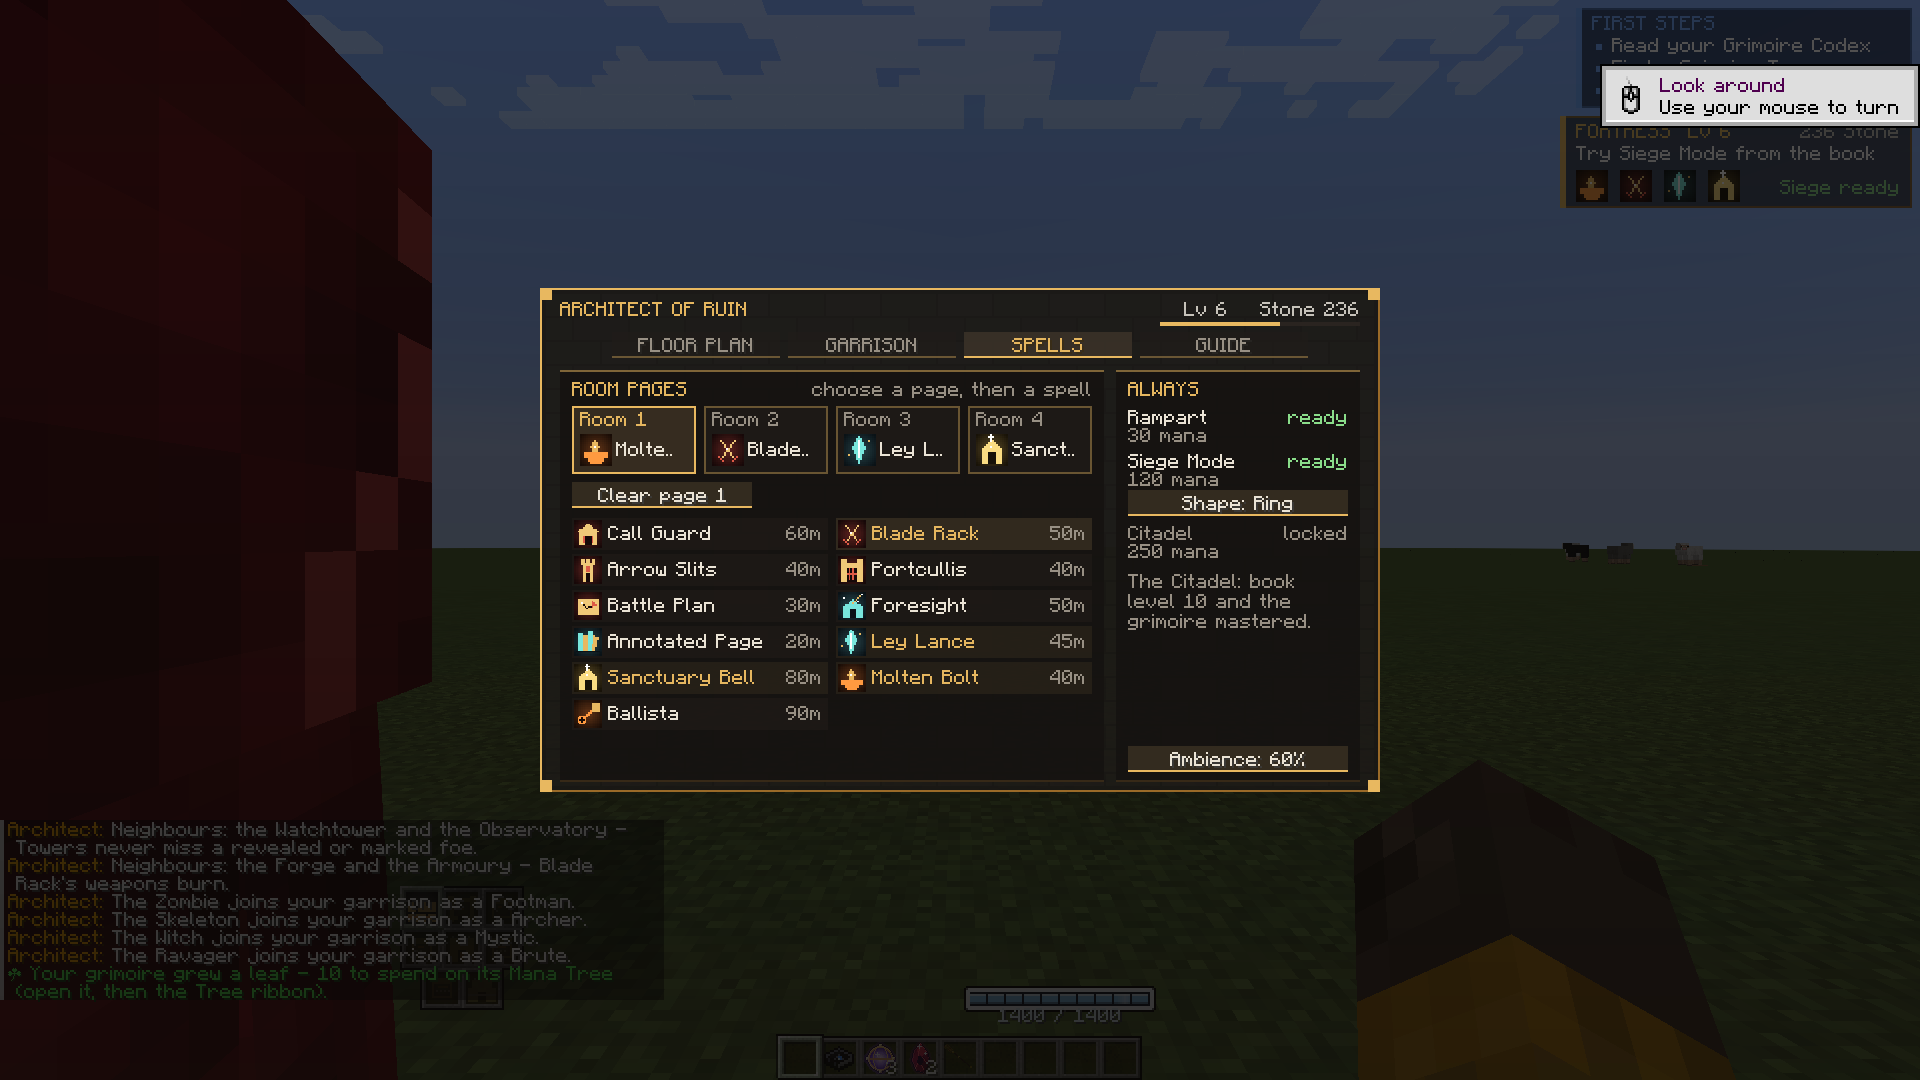 FIRST STEPS
Read your Grimoire Codex
Look around
Use your mouse to turn
FORTRESS Lv 6 236 Stone
Try Siege Mode from the book
Siege ready
ARCHITECT OF RUIN
Lv 6 Stone 236
FLOOR PLAN GARRISON SPELLS GUIDE
ROOM PAGES choose a page, then a spell
Room 1 Room 2 Room 3 Room 4
Molte.. Blade.. Ley L.. Sanct..
Clear page 1
Call Guard 60m Blade Rack 50m
Arrow Slits 40m Portcullis 40m
Battle Plan 30m Foresight 50m
Annotated Page 20m Ley Lance 45m
Sanctuary Bell 80m Molten Bolt 40m
Ballista 90m
ALWAYS
Rampart ready
30 mana
Siege Mode ready
120 mana
Shape: Ring
Citadel locked
250 mana
The Citadel: book
level 10 and the
grimoire mastered.
Ambience: 60%
Architect: Neighbours: the Watchtower and the Observatory –
Towers never miss a revealed or marked foe.
Architect: Neighbours: the Forge and the Armoury – Blade
Rack's weapons burn.
Architect: The Zombie joins your garrison as a Footman.
Architect: The Skeleton joins your garrison as a Archer.
Architect: The Witch joins your garrison as a Mystic.
Architect: The Ravager joins your garrison as a Brute.
Your grimoire grew a leaf – 10 to spend on its Mana Tree
(open it, then the Tree ribbon).
1400 / 1400
3 2